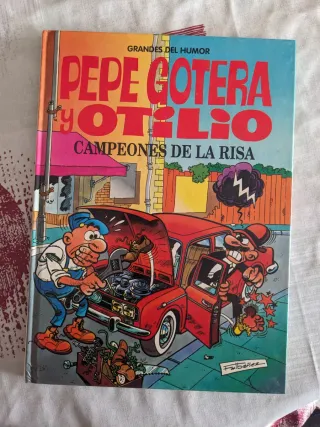 GRANDES DEL HUMOR
PEPE GOTERA
y OTILIO
CAMPEONES DE LA RISA